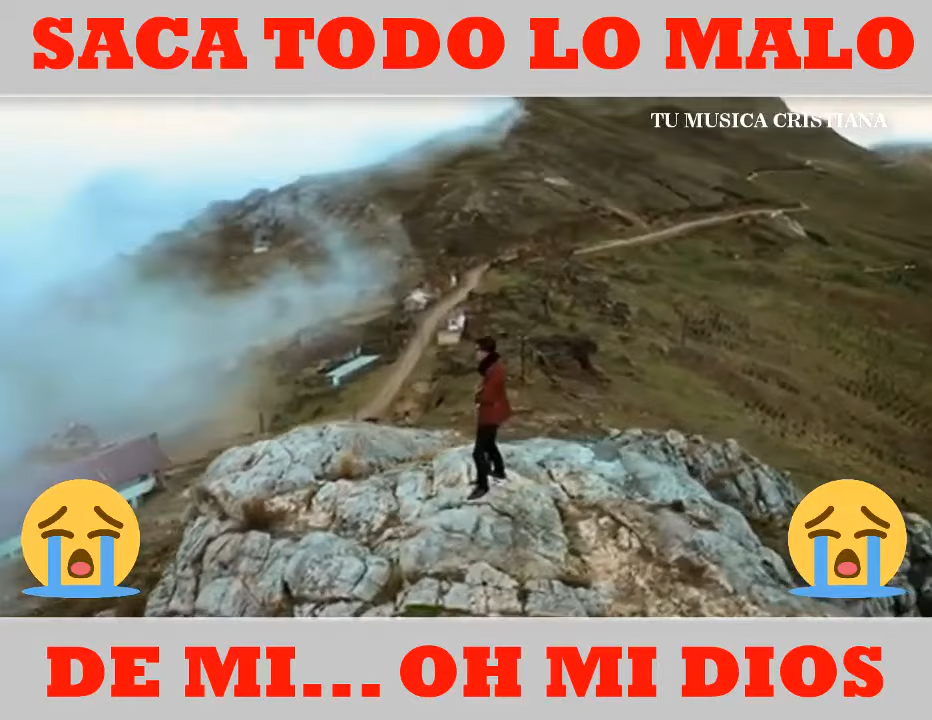 SACA TODO LO MALO
TU MUSICA CRISTIANA
DE MI... OH MI DIOS